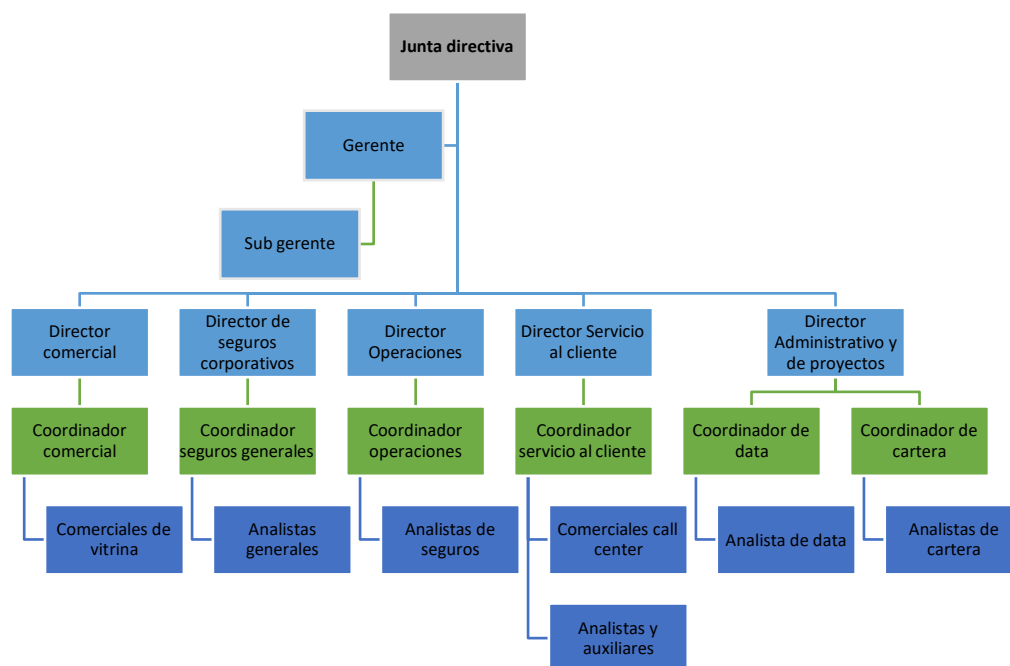 Junta directiva
Gerente
Sub gerente
Director
comercial
Director de
seguros
corporativos
Director
Operaciones
Director Servicio
al cliente
Director
Administrativo y
de proyectos
Coordinador
comercial
Coordinador
seguros generales
Coordinador
operaciones
Coordinador
servicio al cliente
Coordinador de
data
Coordinador de
cartera
Comerciales de
vitrina
Analistas
generales
Analistas de
seguros
Comerciales call
center
Analista de data
Analistas de
cartera
Analistas y
auxiliares